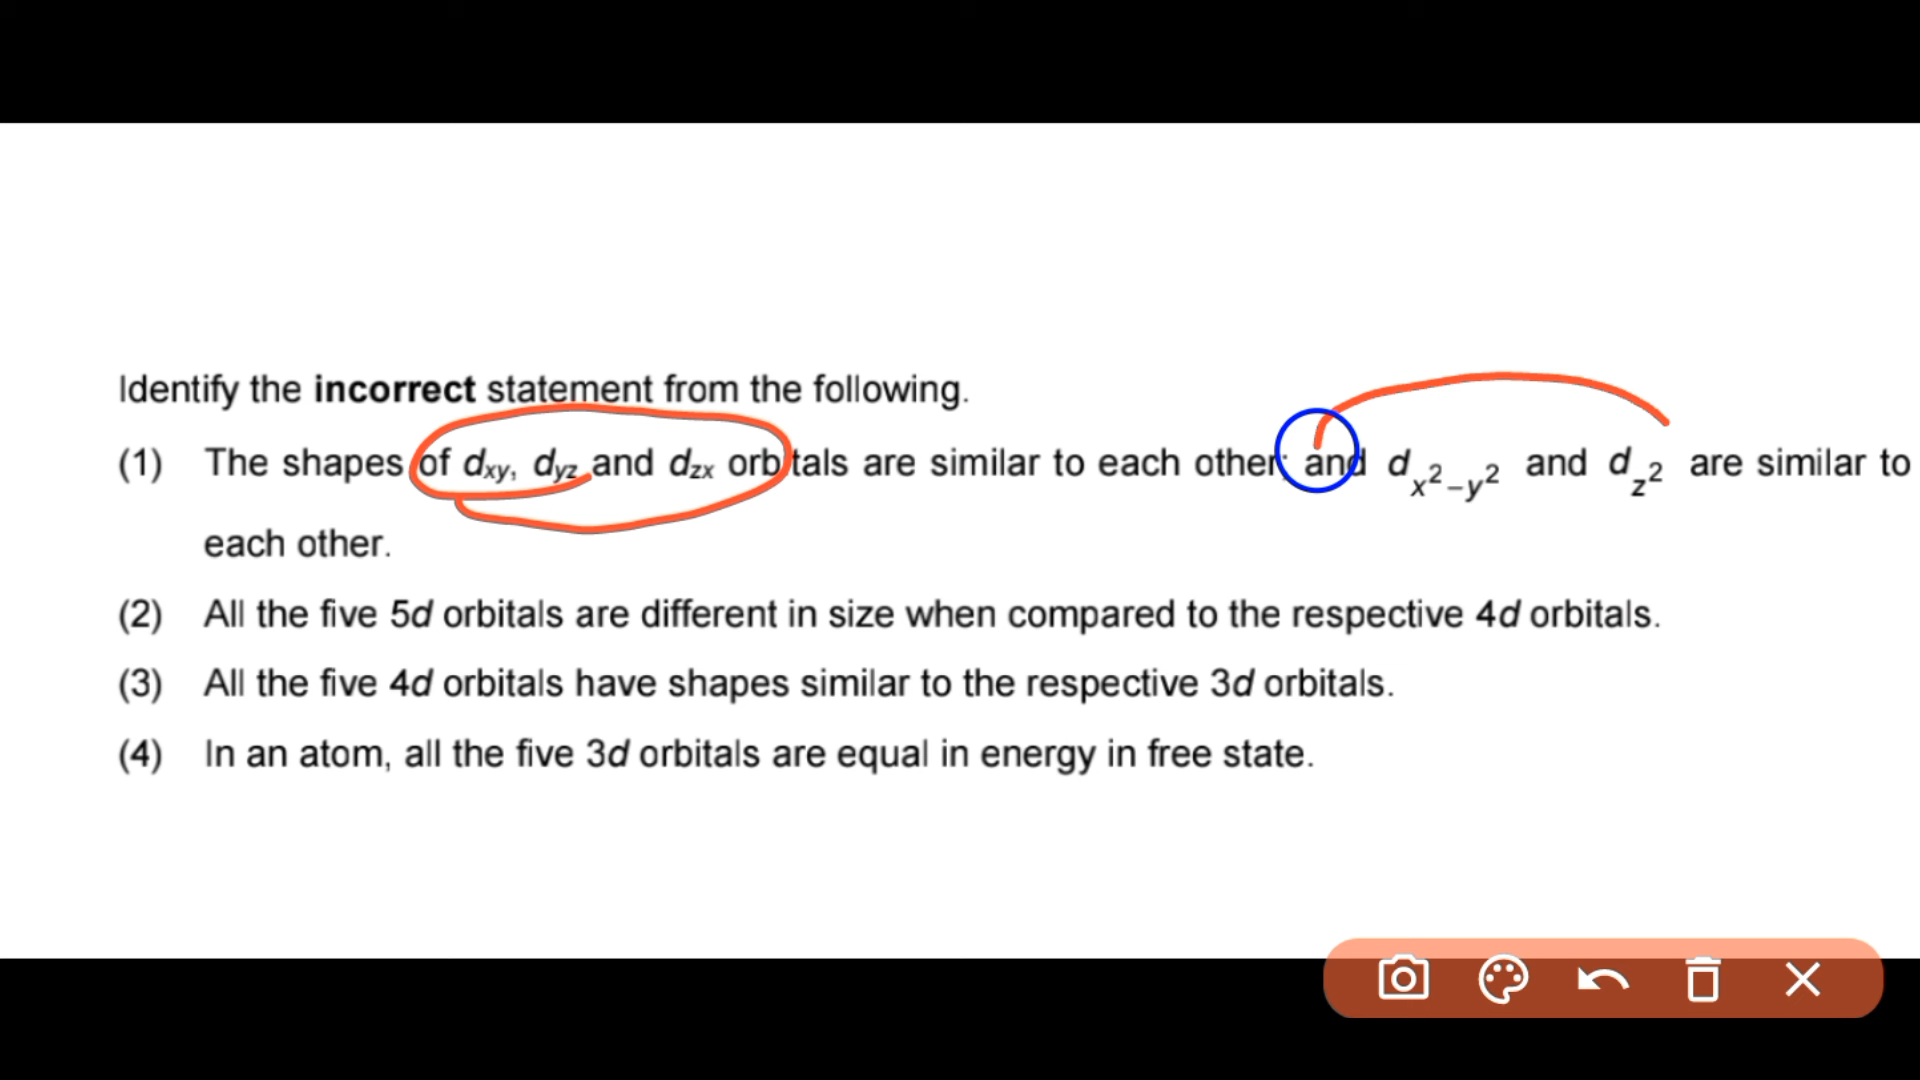 Identify the incorrect statement from the following.
(1) The shapes of dxy, dyz and dzx orbitals are similar to each other; and d x²–y² and d z² are similar to
each other.
(2) All the five 5d orbitals are different in size when compared to the respective 4d orbitals.
(3) All the five 4d orbitals have shapes similar to the respective 3d orbitals.
(4) In an atom, all the five 3d orbitals are equal in energy in free state.